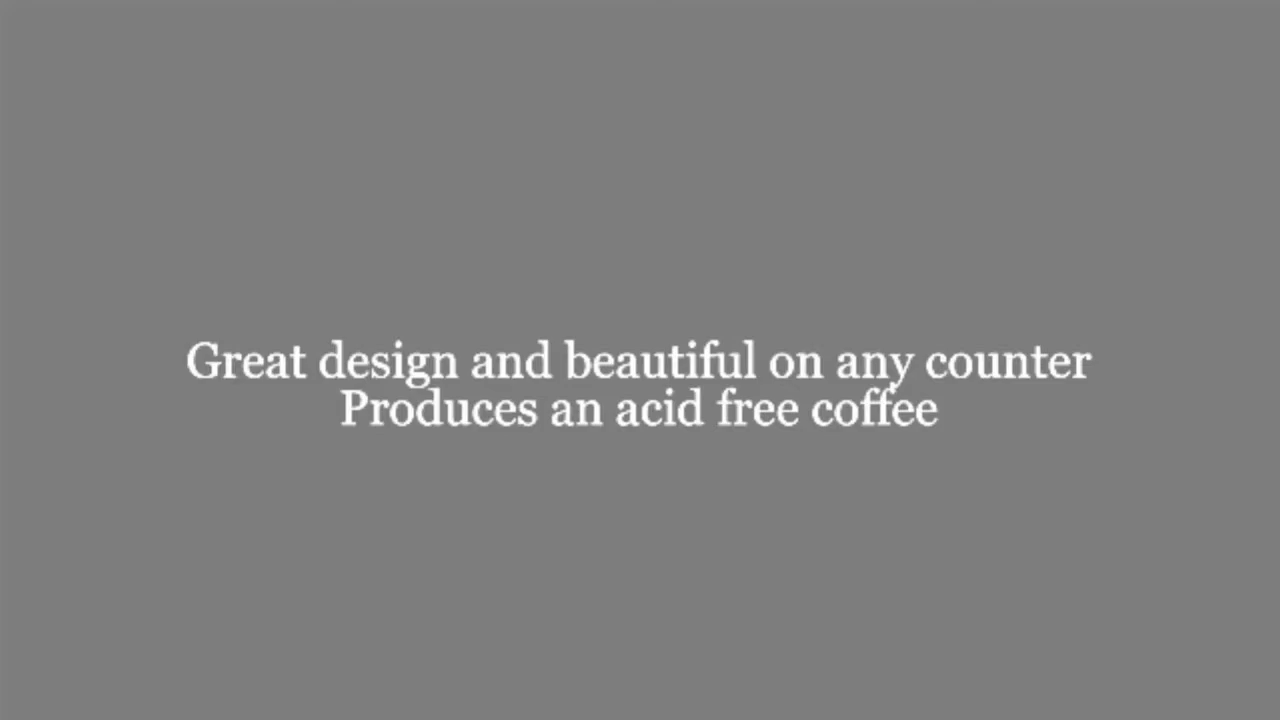 Great design and beautiful on any counter
Produces an acid free coffee